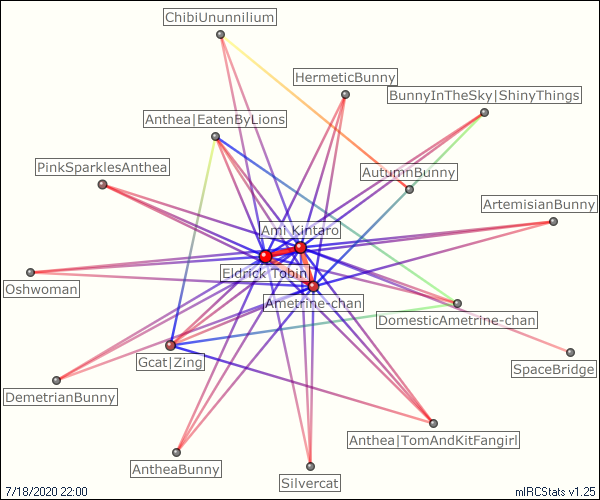 ChibiUnunnilium
HermeticBunny
BunnyInTheSky|ShinyThings
Anthea|EatenByLions
PinkSparklesAnthea
AutumnBunny
ArtemisianBunny
Ami_Kintaro
Eldrick_Tobin
Oshwoman
Ametrine-chan
DomesticAmetrine-chan
Gcat|Zing
SpaceBridge
DemetrianBunny
Anthea|TomAndKitFangirl
AntheaBunny
Silvercat
7/18/2020 22:00
mIRCStats v1.25